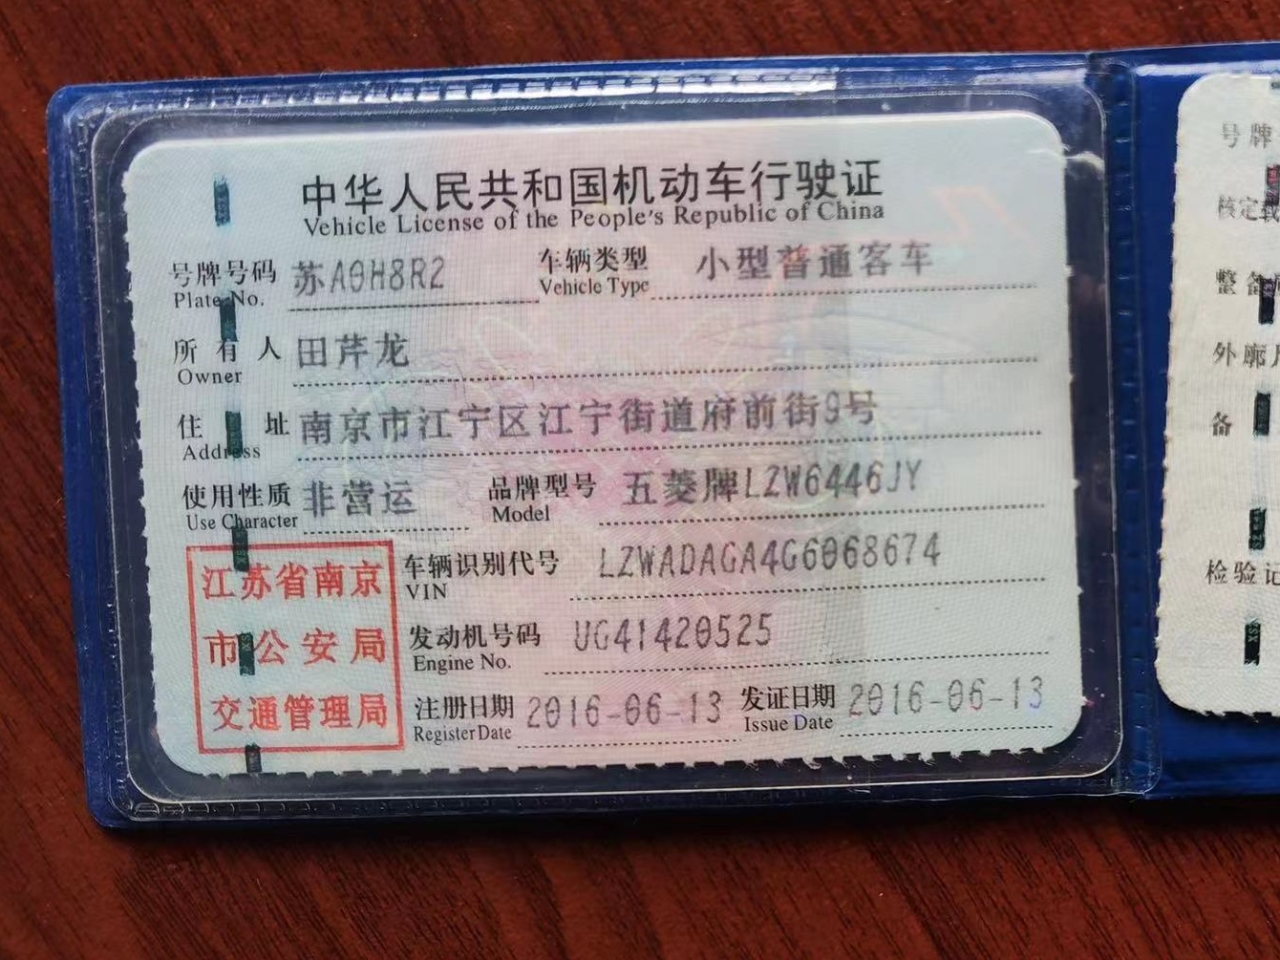 中华人民共和国机动车行驶证
Vehicle License of the People's Republic of China
号牌号码 苏A0H8R2 车辆类型 小型普通客车
Plate No. Vehicle Type
所有人 田芹龙
Owner
住址 南京市江宁区江宁街道府前街9号
Address
使用性质 非营运 品牌型号 五菱牌LZW6446JY
Use Character Model
车辆识别代号 LZWADAGA4G6068674
VIN
发动机号码 UG41420525
Engine No.
注册日期 2016-06-13 发证日期 2016-06-13
Register Date Issue Date
江苏省南京
市公安局
交通管理局
号牌
核定载
整备
外廓
备
检验记